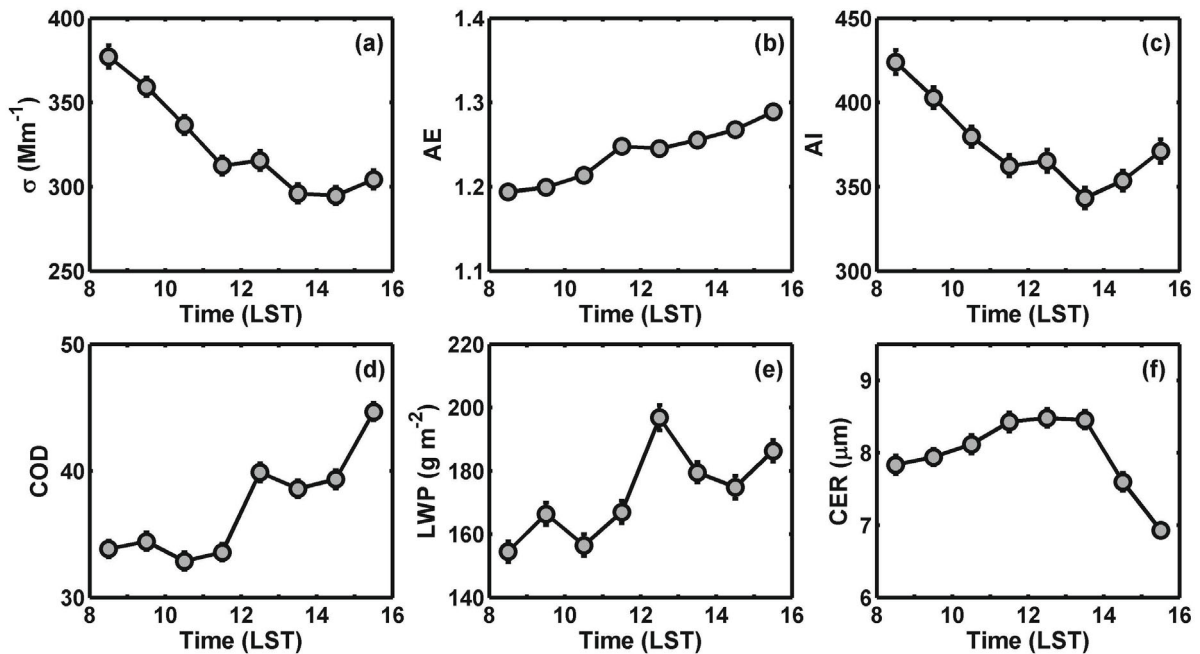 400
350
300
250
σ (Mm⁻¹)
(a)
8 10 12 14 16
Time (LST)
1.4
1.3
1.2
1.1
AE
(b)
8 10 12 14 16
Time (LST)
450
400
350
300
AI
(c)
8 10 12 14 16
Time (LST)
50
40
30
COD
(d)
8 10 12 14 16
Time (LST)
220
200
180
160
140
LWP (g m⁻²)
(e)
8 10 12 14 16
Time (LST)
9
8
7
6
CER (μm)
(f)
8 10 12 14 16
Time (LST)